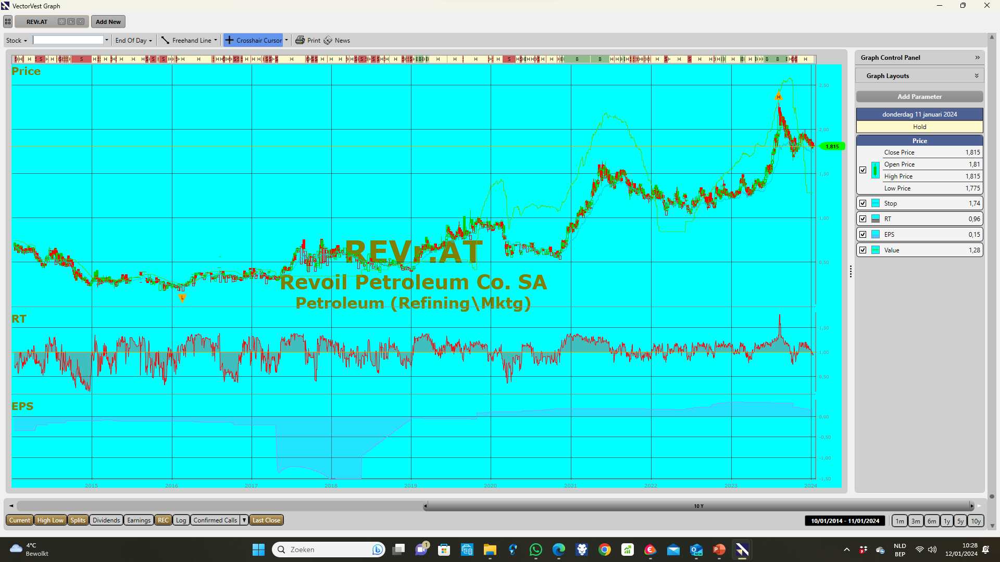 VectorVest Graph
REVr.AT
Add New
Stock
End Of Day
Freehand Line
Crosshair Cursor
Print
News
Price
2,50
2,00
1,815
1,50
1,00
0,50
H
L
REVr.AT
Revoil Petroleum Co. SA
Petroleum (Refining\Mktg)
RT
1,50
1,00
0,50
EPS
0,00
-0,50
-1,00
-1,50
2015 2016 2017 2018 2019 2020 2021 2022 2023 2024
Graph Control Panel
Graph Layouts
Add Parameter
donderdag 11 januari 2024
Hold
Price
Close Price 1,815
Open Price 1,81
High Price 1,815
Low Price 1,775
Stop 1,74
RT 0,96
EPS 0,15
Value 1,28
10 Y
Current High Low Splits Dividends Earnings REC Log Confirmed Calls Last Close
10/01/2014 - 11/01/2024
1m 3m 6m 1y 5y 10y
4°C
Bewolkt
Zoeken
1
NLD
BEP
10:28
12/01/2024